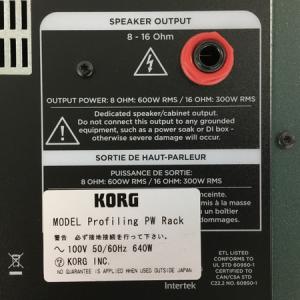 SPEAKER OUTPUT
8 - 16 Ohm
OUTPUT POWER: 8 OHM: 600W RMS / 16 OHM: 300W RMS
Dedicated speaker/cabinet output.
Do not connect this output to any grounded
equipment, such as a power soak or DI box -
otherwise severe damage will occur.
SORTIE DE HAUT-PARLEUR
PUISSANCE DE SORTIE:
8 OHM: 600W RMS / 16 OHM: 300W RMS
enceinte.
à la masse
KORG
MODEL Profiling PW Rack
警告 必ず接地接続を行って下さい。
〜 100V 50/60Hz 640W
KORG INC.
NO GUARANTEE IS APPLIED WHEN USED OUTSIDE JAPAN
Intertek
ETL LISTED
CONFORMS TO
UL STD 60950-1
CERTIFIED TO
CAN/CSA STD
C22.2 NO. 60950-1